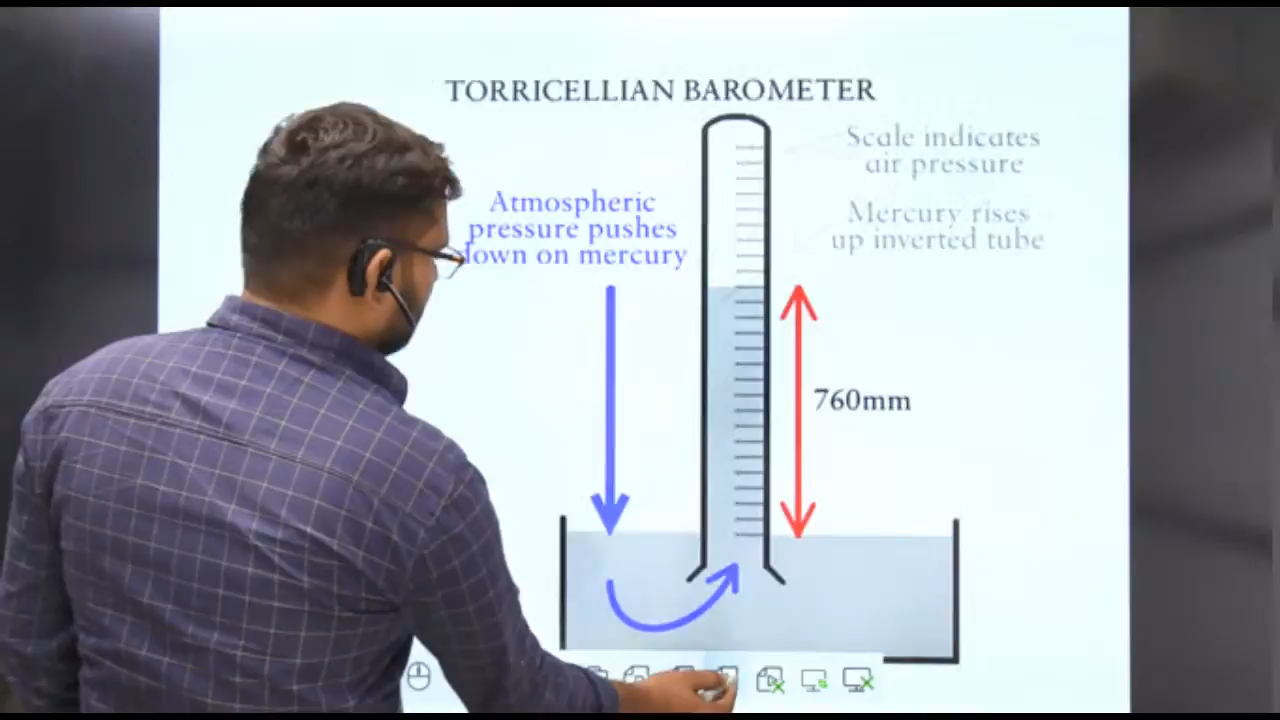 TORRICELLIAN BAROMETER
Scale indicates
air pressure
Atmospheric
pressure pushes
down on mercury
Mercury rises
up inverted tube
760mm